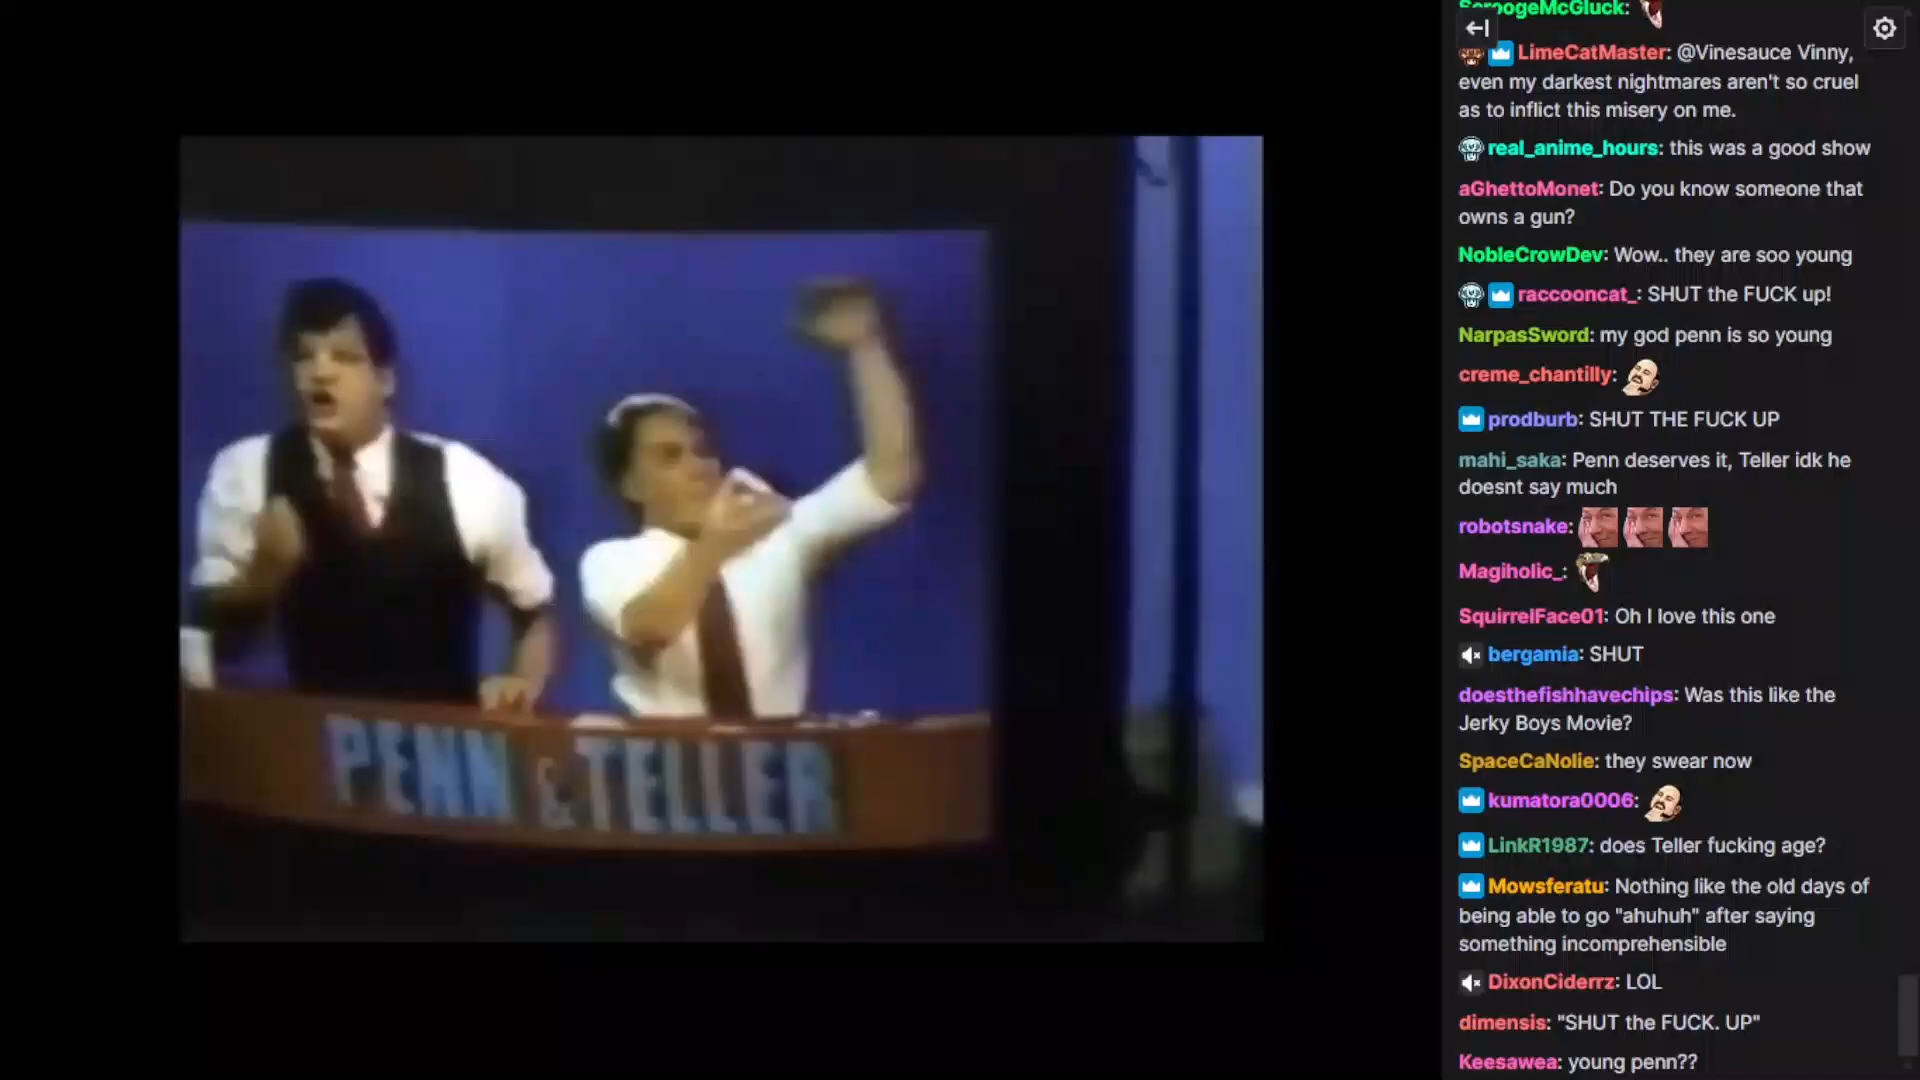 PENN & TELLER
ScroogeMcGluck:
LimeCatMaster: @Vinesauce Vinny,
even my darkest nightmares aren't so cruel
as to inflict this misery on me.
real_anime_hours: this was a good show
aGhettoMonet: Do you know someone that
owns a gun?
NobleCrowDev: Wow.. they are soo young
raccooncat_: SHUT the FUCK up!
NarpasSword: my god penn is so young
creme_chantilly:
prodburb: SHUT THE FUCK UP
mahi_saka: Penn deserves it, Teller idk he
doesnt say much
robotsnake:
Magiholic_:
SquirrelFace01: Oh I love this one
bergamia: SHUT
doesthefishhavechips: Was this like the
Jerky Boys Movie?
SpaceCaNolie: they swear now
kumatora0006:
LinkR1987: does Teller fucking age?
Mowsferatu: Nothing like the old days of
being able to go "ahuhuh" after saying
something incomprehensible
DixonCiderrz: LOL
dimensis: "SHUT the FUCK. UP"
Keesawea: young penn??